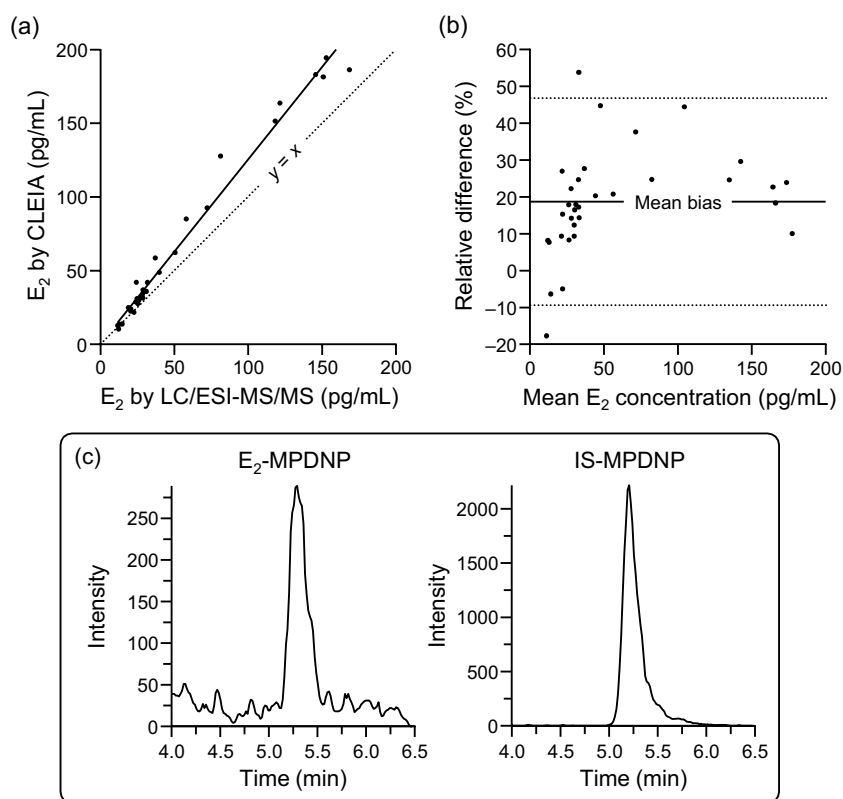 (a)
200
150
100
50
0
E₂ by CLEIA (pg/mL)
y = x
0 50 100 150 200
E₂ by LC/ESI-MS/MS (pg/mL)
(b)
60
50
40
30
20
10
0
–10
–20
Relative difference (%)
Mean bias
0 50 100 150 200
Mean E₂ concentration (pg/mL)
(c)
E₂-MPDNP
250
200
150
100
50
0
Intensity
4.0 4.5 5.0 5.5 6.0 6.5
Time (min)
IS-MPDNP
2000
1500
1000
500
0
Intensity
4.0 4.5 5.0 5.5 6.0 6.5
Time (min)